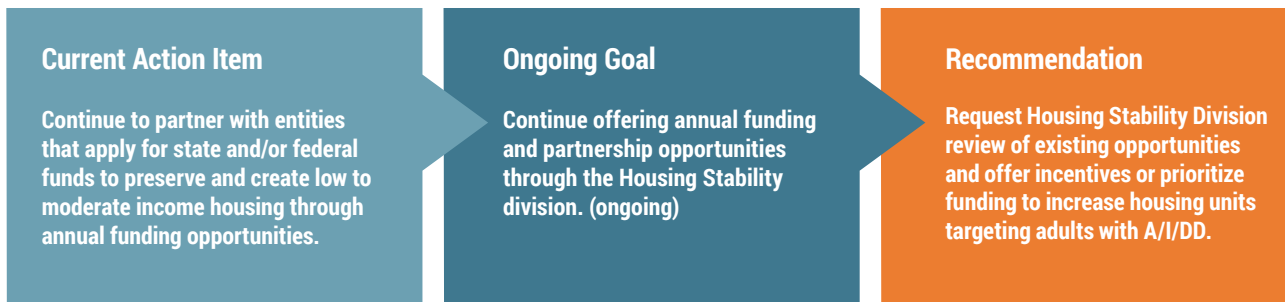 Current Action Item
Continue to partner with entities
that apply for state and/or federal
funds to preserve and create low to
moderate income housing through
annual funding opportunities.
Ongoing Goal
Continue offering annual funding
and partnership opportunities
through the Housing Stability
division. (ongoing)
Recommendation
Request Housing Stability Division
review of existing opportunities
and offer incentives or prioritize
funding to increase housing units
targeting adults with A/I/DD.